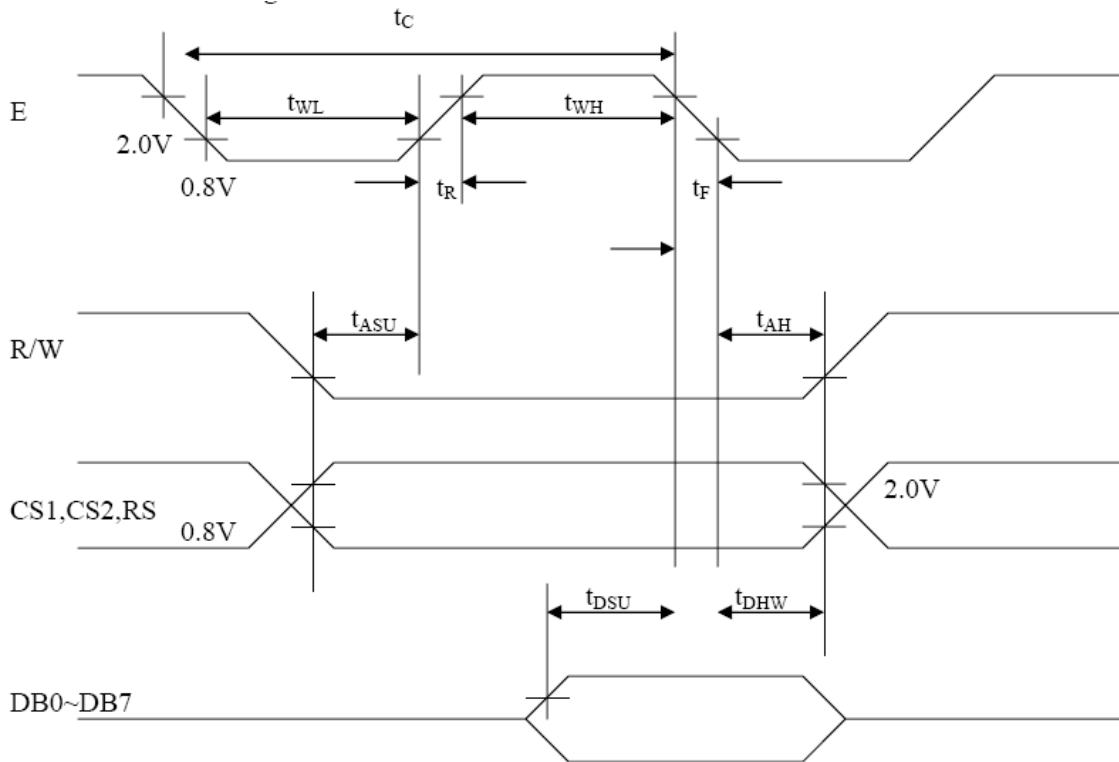 tC
E
tWL
tWH
2.0V
0.8V
tR
tF
tASU
tAH
R/W
CS1,CS2,RS
0.8V
2.0V
tDSU
tDHW
DB0~DB7